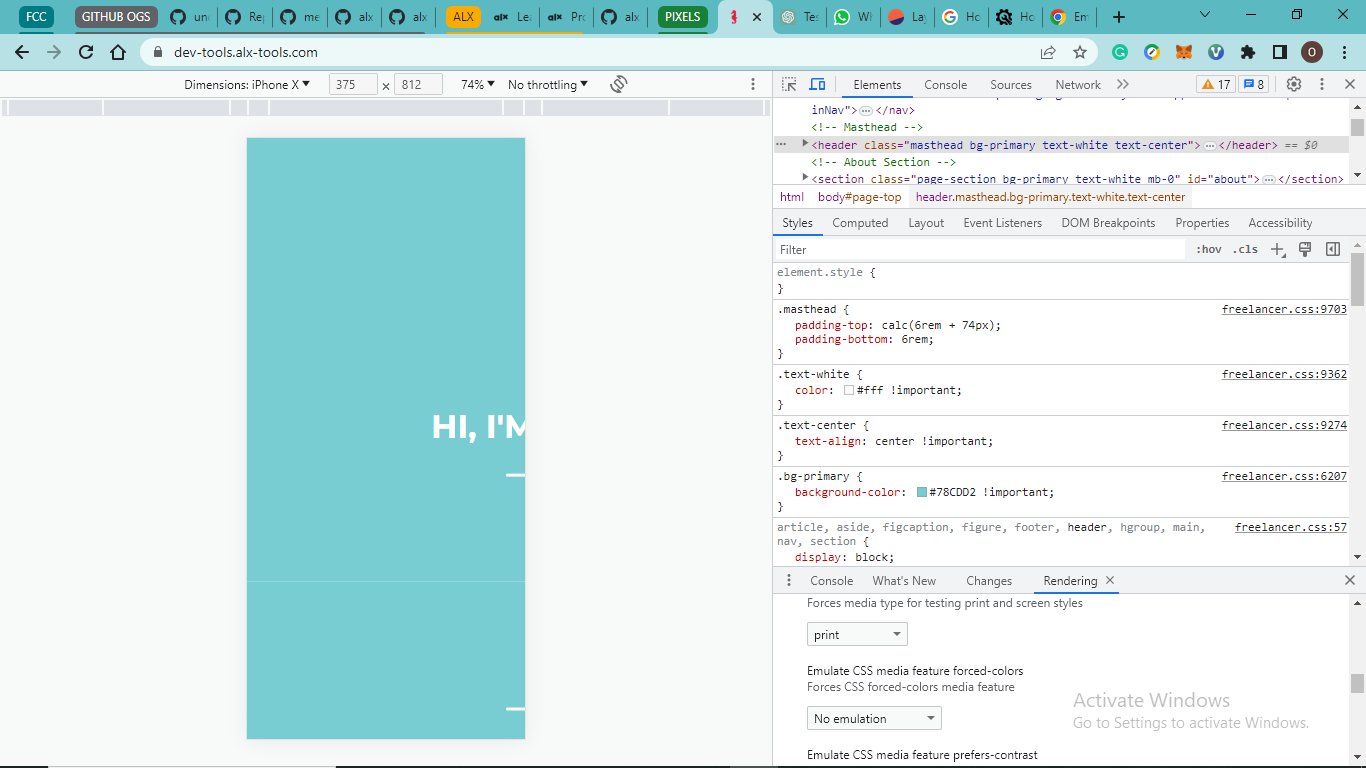 FCC
GITHUB OGS
un
Re
me
alx
alx
ALX
alx
Le
alx
Pro
alx
PIXELS
Tes
Wh
Lay
Ho
Ho
Em
dev-tools.alx-tools.com
O
Dimensions: iPhone X ▼
375
x
812
74% ▼
No throttling ▼
Elements
Console
Sources
Network
17
8
inNav">…</nav>
<!-- Masthead -->
<header class="masthead bg-primary text-white text-center">…</header> == $0
<!-- About Section -->
<section class="page-section bg-primary text-white mb-0" id="about">…</section>
html
body#page-top
header.masthead.bg-primary.text-white.text-center
Styles
Computed
Layout
Event Listeners
DOM Breakpoints
Properties
Accessibility
Filter
:hov
.cls
element.style {
}
.masthead {
freelancer.css:9703
padding-top: calc(6rem + 74px);
padding-bottom: 6rem;
}
.text-white {
freelancer.css:9362
color: #fff !important;
}
.text-center {
freelancer.css:9274
text-align: center !important;
}
.bg-primary {
freelancer.css:6207
background-color: #78CDD2 !important;
}
article, aside, figcaption, figure, footer, header, hgroup, main,
freelancer.css:57
nav, section {
display: block;
HI, I'M
Console
What's New
Changes
Rendering
Forces media type for testing print and screen styles
print
Emulate CSS media feature forced-colors
Forces CSS forced-colors media feature
No emulation
Emulate CSS media feature prefers-contrast
Activate Windows
Go to Settings to activate Windows.